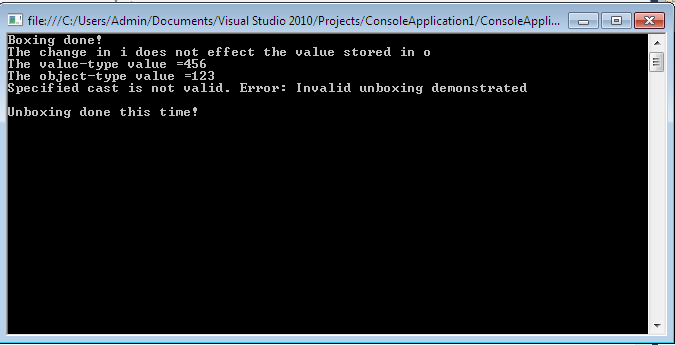 file:///C:/Users/Admin/Documents/Visual Studio 2010/Projects/ConsoleApplication1/ConsoleAppli...
Boxing done!
The change in i does not effect the value stored in o
The value-type value =456
The object-type value =123
Specified cast is not valid. Error: Invalid unboxing demonstrated
Unboxing done this time!